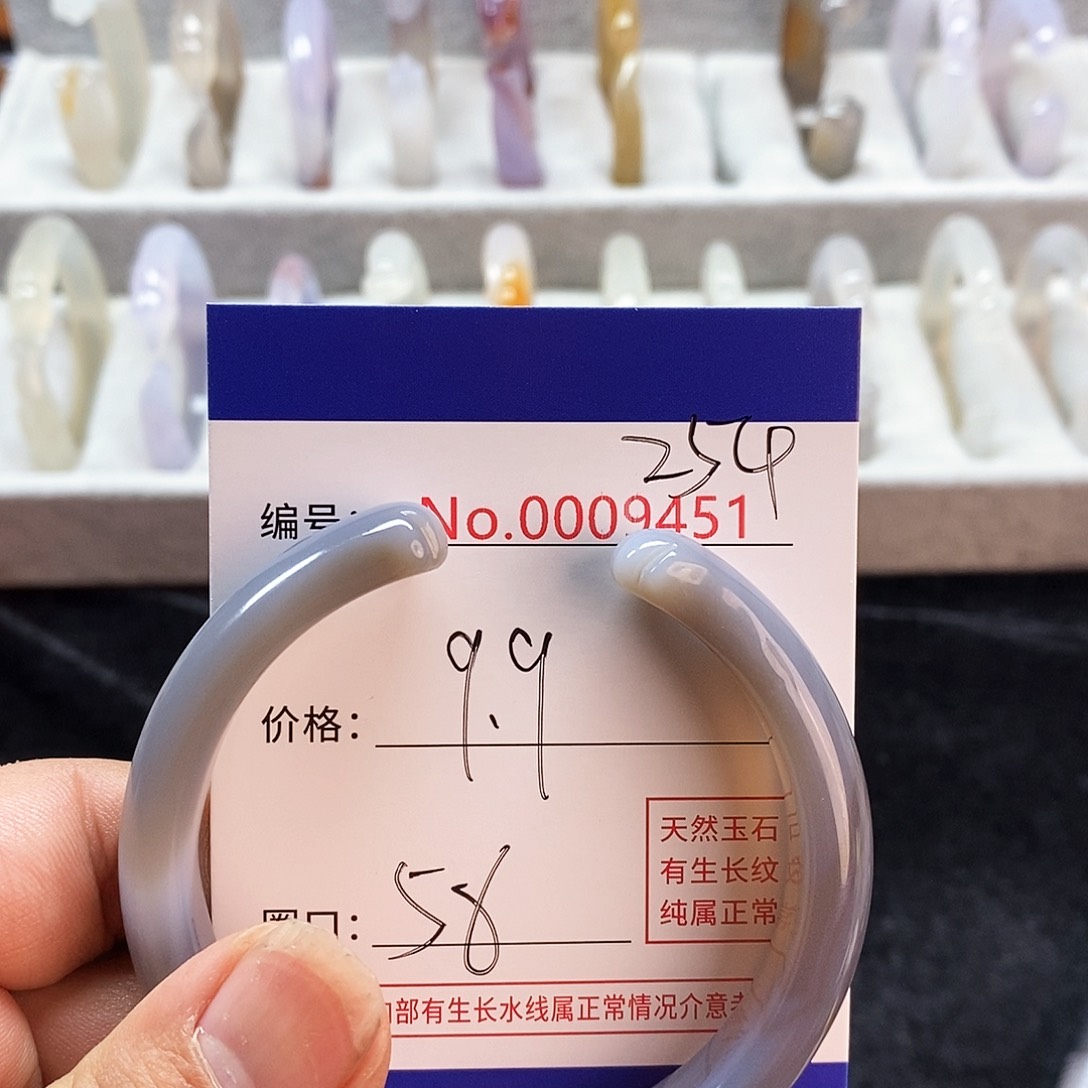 254
编号: No.0009451
价格: 9.9
天然玉石
有生长纹
纯属正常
圈口: 58
部有生长水线属正常情况介意